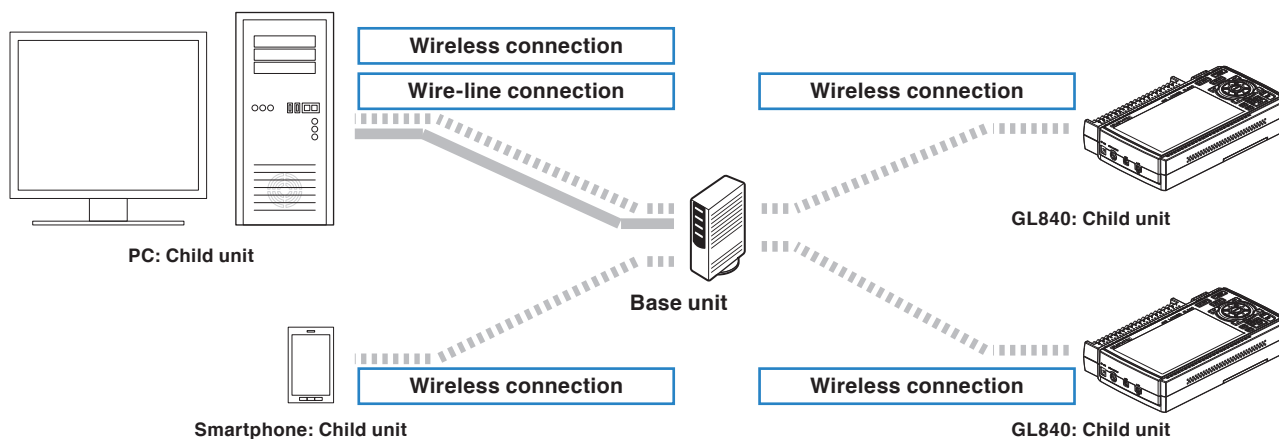 Wireless connection
Wire-line connection
Wireless connection
GL840: Child unit
PC: Child unit
Base unit
Wireless connection
Wireless connection
Smartphone: Child unit
GL840: Child unit